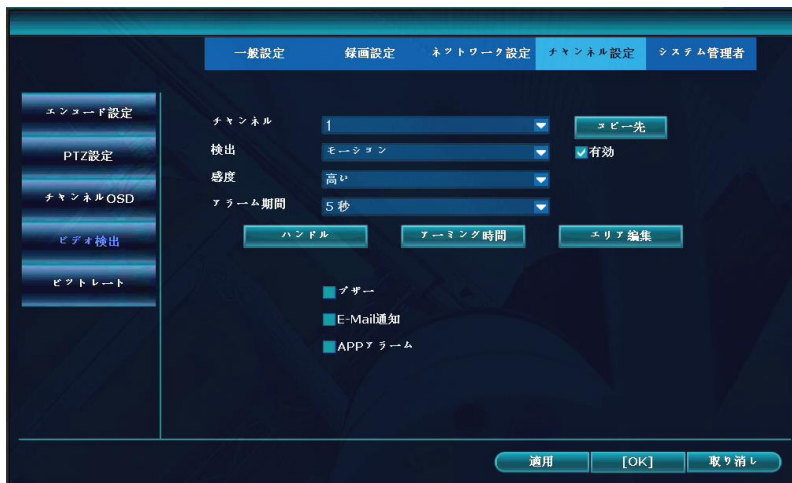 一般設定 録画設定 ネットワーク設定 チャンネル設定 システム管理者
エンコード設定
PTZ設定
チャンネルOSD
ビデオ検出
ビットレート
チャンネル 1 コピー先
検出 モーション 有効
感度 高い
アラーム期間 5秒
ハンドル アーミング時間 エリア編集
ブザー
E-Mail通知
APPアラーム
適用 [OK] 取り消し